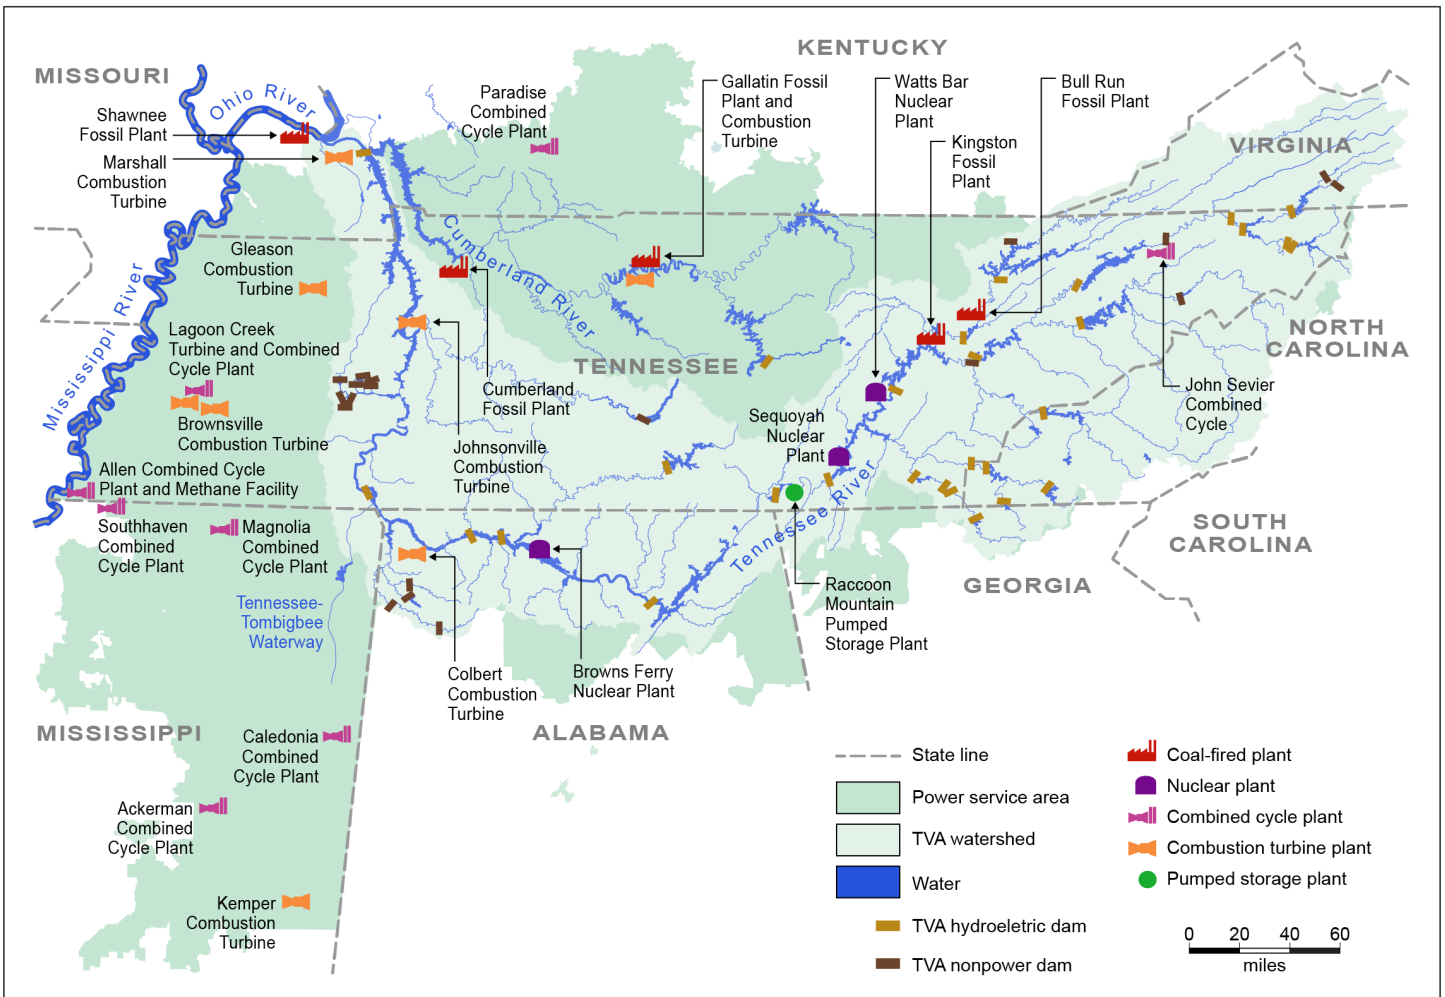 KENTUCKY
MISSOURI
Ohio River
Shawnee
Fossil Plant
Marshall
Combustion
Turbine
Paradise
Combined
Cycle Plant
Gallatin Fossil
Plant and
Combustion
Turbine
Watts Bar
Nuclear
Plant
Bull Run
Fossil Plant
Kingston
Fossil
Plant
VIRGINIA
Cumberland River
Gleason
Combustion
Turbine
Mississippi River
Lagoon Creek
Turbine and Combined
Cycle Plant
Brownsville
Combustion Turbine
TENNESSEE
Cumberland
Fossil Plant
Johnsonville
Combustion
Turbine
Sequoyah
Nuclear
Plant
NORTH
CAROLINA
John Sevier
Combined
Cycle
Allen Combined Cycle
Plant and Methane Facility
Southhaven
Combined
Cycle Plant
Magnolia
Combined
Cycle Plant
Tennessee River
SOUTH
CAROLINA
GEORGIA
Raccoon
Mountain
Pumped
Storage Plant
Tennessee-
Tombigbee
Waterway
Colbert
Combustion
Turbine
Browns Ferry
Nuclear Plant
MISSISSIPPI
ALABAMA
Caledonia
Combined
Cycle Plant
Ackerman
Combined
Cycle Plant
Kemper
Combustion
Turbine
State line
Power service area
TVA watershed
Water
TVA hydroeletric dam
TVA nonpower dam
Coal-fired plant
Nuclear plant
Combined cycle plant
Combustion turbine plant
Pumped storage plant
0 20 40 60
miles